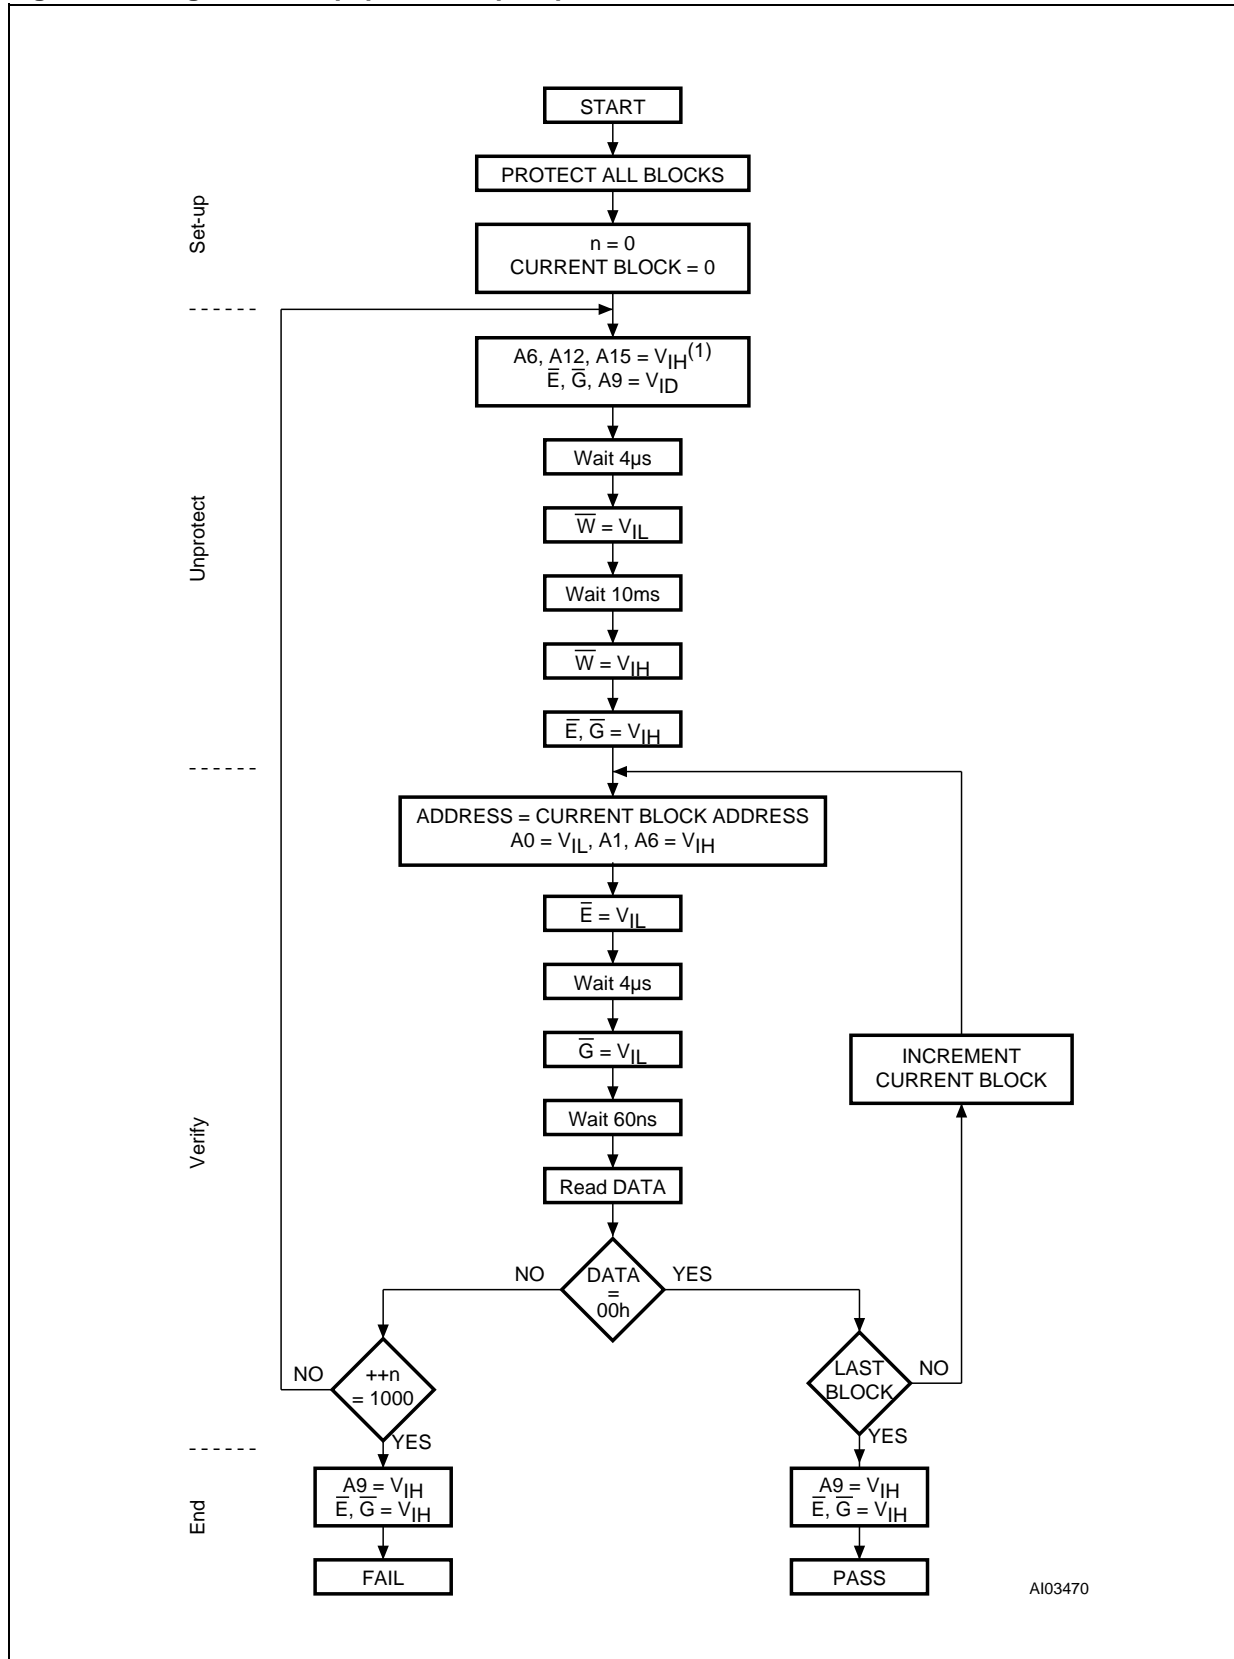 START
PROTECT ALL BLOCKS
Set-up
n = 0
CURRENT BLOCK = 0
A6, A12, A15 = VIH(1)
E̅, G̅, A9 = VID
Wait 4µs
Unprotect
W̅ = VIL
Wait 10ms
W̅ = VIH
E̅, G̅ = VIH
ADDRESS = CURRENT BLOCK ADDRESS
A0 = VIL, A1, A6 = VIH
E̅ = VIL
Wait 4µs
G̅ = VIL
INCREMENT
CURRENT BLOCK
Wait 60ns
Verify
Read DATA
NO
DATA
=
00h
YES
NO
++n
= 1000
YES
LAST
BLOCK
NO
YES
End
A9 = VIH
E̅, G̅ = VIH
A9 = VIH
E̅, G̅ = VIH
FAIL
PASS
AI03470